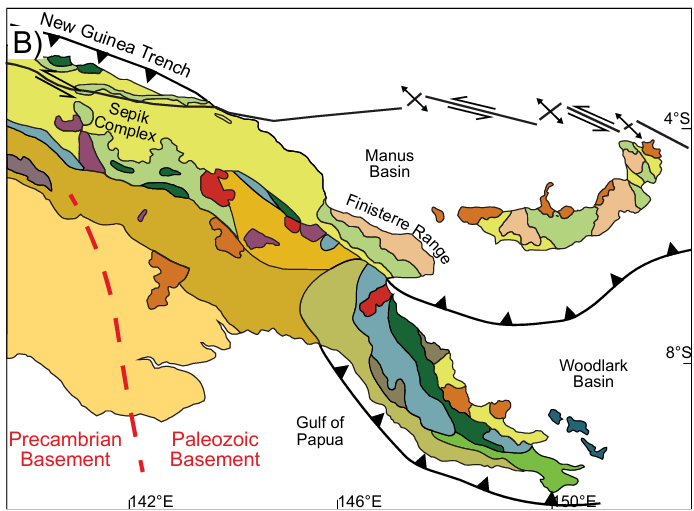 B)
New Guinea Trench
Sepik
Complex
4°S
Manus
Basin
Finisterre Range
8°S
Woodlark
Basin
Gulf of
Papua
Precambrian
Basement
Paleozoic
Basement
142°E
146°E
150°E